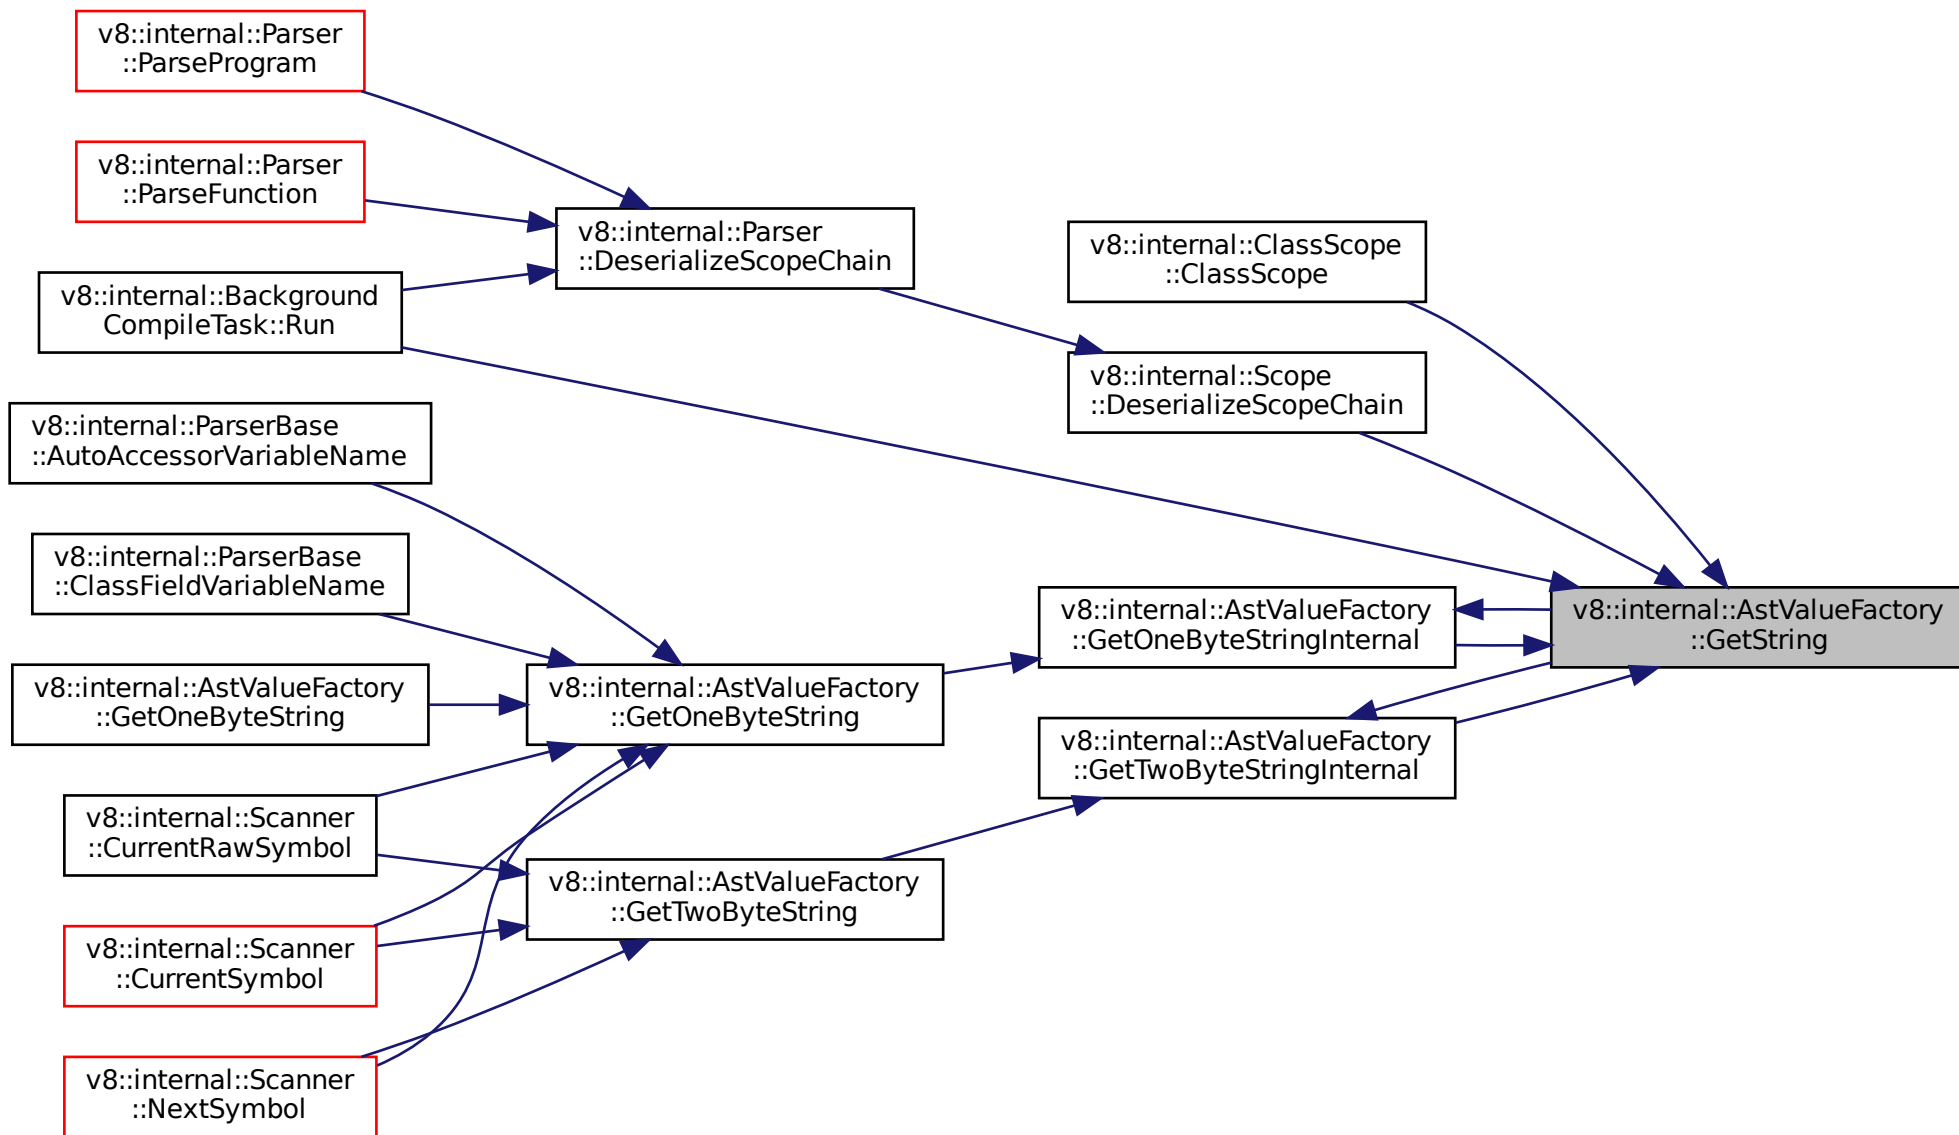 v8::internal::Parser
::ParseProgram
v8::internal::Parser
::ParseFunction
v8::internal::Background
CompileTask::Run
v8::internal::ParserBase
::AutoAccessorVariableName
v8::internal::ParserBase
::ClassFieldVariableName
v8::internal::AstValueFactory
::GetOneByteString
v8::internal::Scanner
::CurrentRawSymbol
v8::internal::Scanner
::CurrentSymbol
v8::internal::Scanner
::NextSymbol
v8::internal::Parser
::DeserializeScopeChain
v8::internal::AstValueFactory
::GetOneByteString
v8::internal::AstValueFactory
::GetTwoByteString
v8::internal::ClassScope
::ClassScope
v8::internal::Scope
::DeserializeScopeChain
v8::internal::AstValueFactory
::GetOneByteStringInternal
v8::internal::AstValueFactory
::GetTwoByteStringInternal
v8::internal::AstValueFactory
::GetString